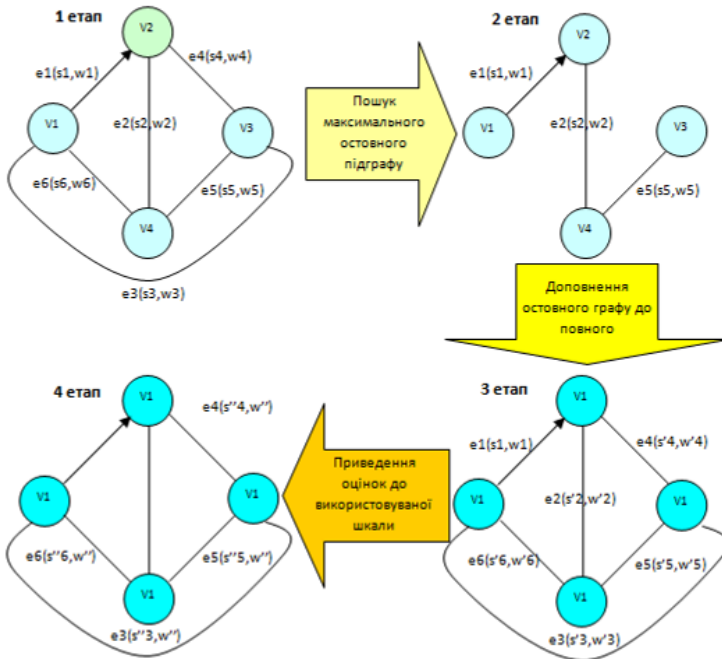 1 етап
V2
e4(s4,w4)
e1(s1,w1)
V1
e2(s2,w2)
V3
e6(s6,w6)
e5(s5,w5)
V4
e3(s3,w3)
Пошук
максимального
остовного
підграфу
2 етап
V2
e1(s1,w1)
V1
e2(s2,w2)
V3
e5(s5,w5)
V4
Доповнення
остовного графу до
повного
3 етап
V1
e4(s'4,w'4)
e1(s1,w1)
V1
e2(s'2,w'2)
V1
e6(s'6,w'6)
e5(s'5,w'5)
V1
e3(s'3,w'3)
Приведення
оцінок до
використовуваної
шкали
4 етап
V1
e4(s''4,w'')
V1
V1
e6(s''6,w'')
e5(s''5,w'')
V1
e3(s''3,w'')